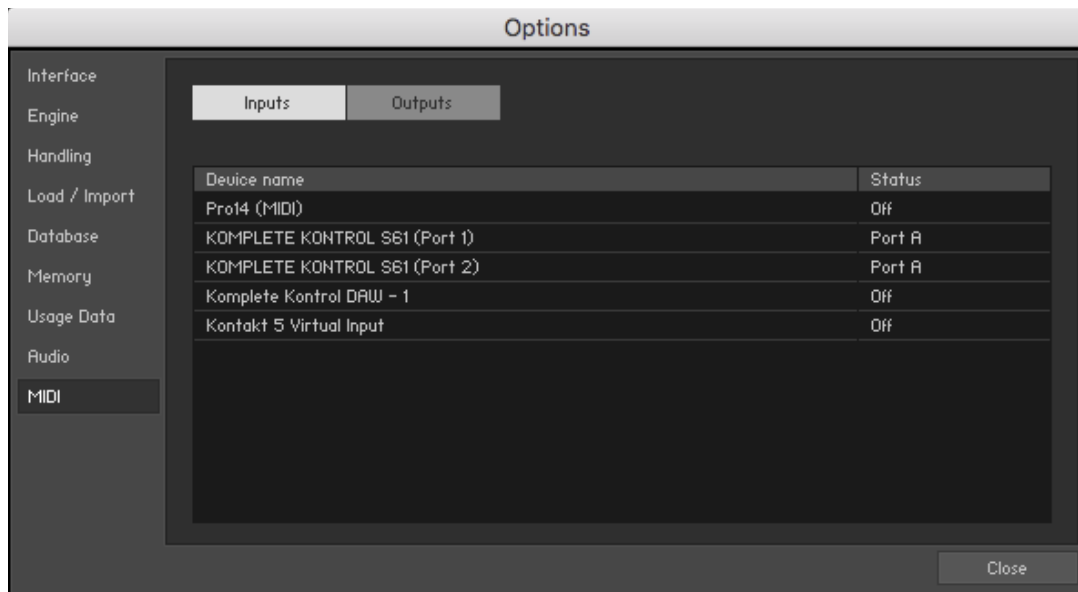 Options
Interface
Engine
Handling
Load / Import
Database
Memory
Usage Data
Audio
MIDI
Inputs Outputs
Device name Status
Pro14 (MIDI) Off
KOMPLETE KONTROL S61 (Port 1) Port A
KOMPLETE KONTROL S61 (Port 2) Port A
Komplete Kontrol DAW - 1 Off
Kontakt 5 Virtual Input Off
Close